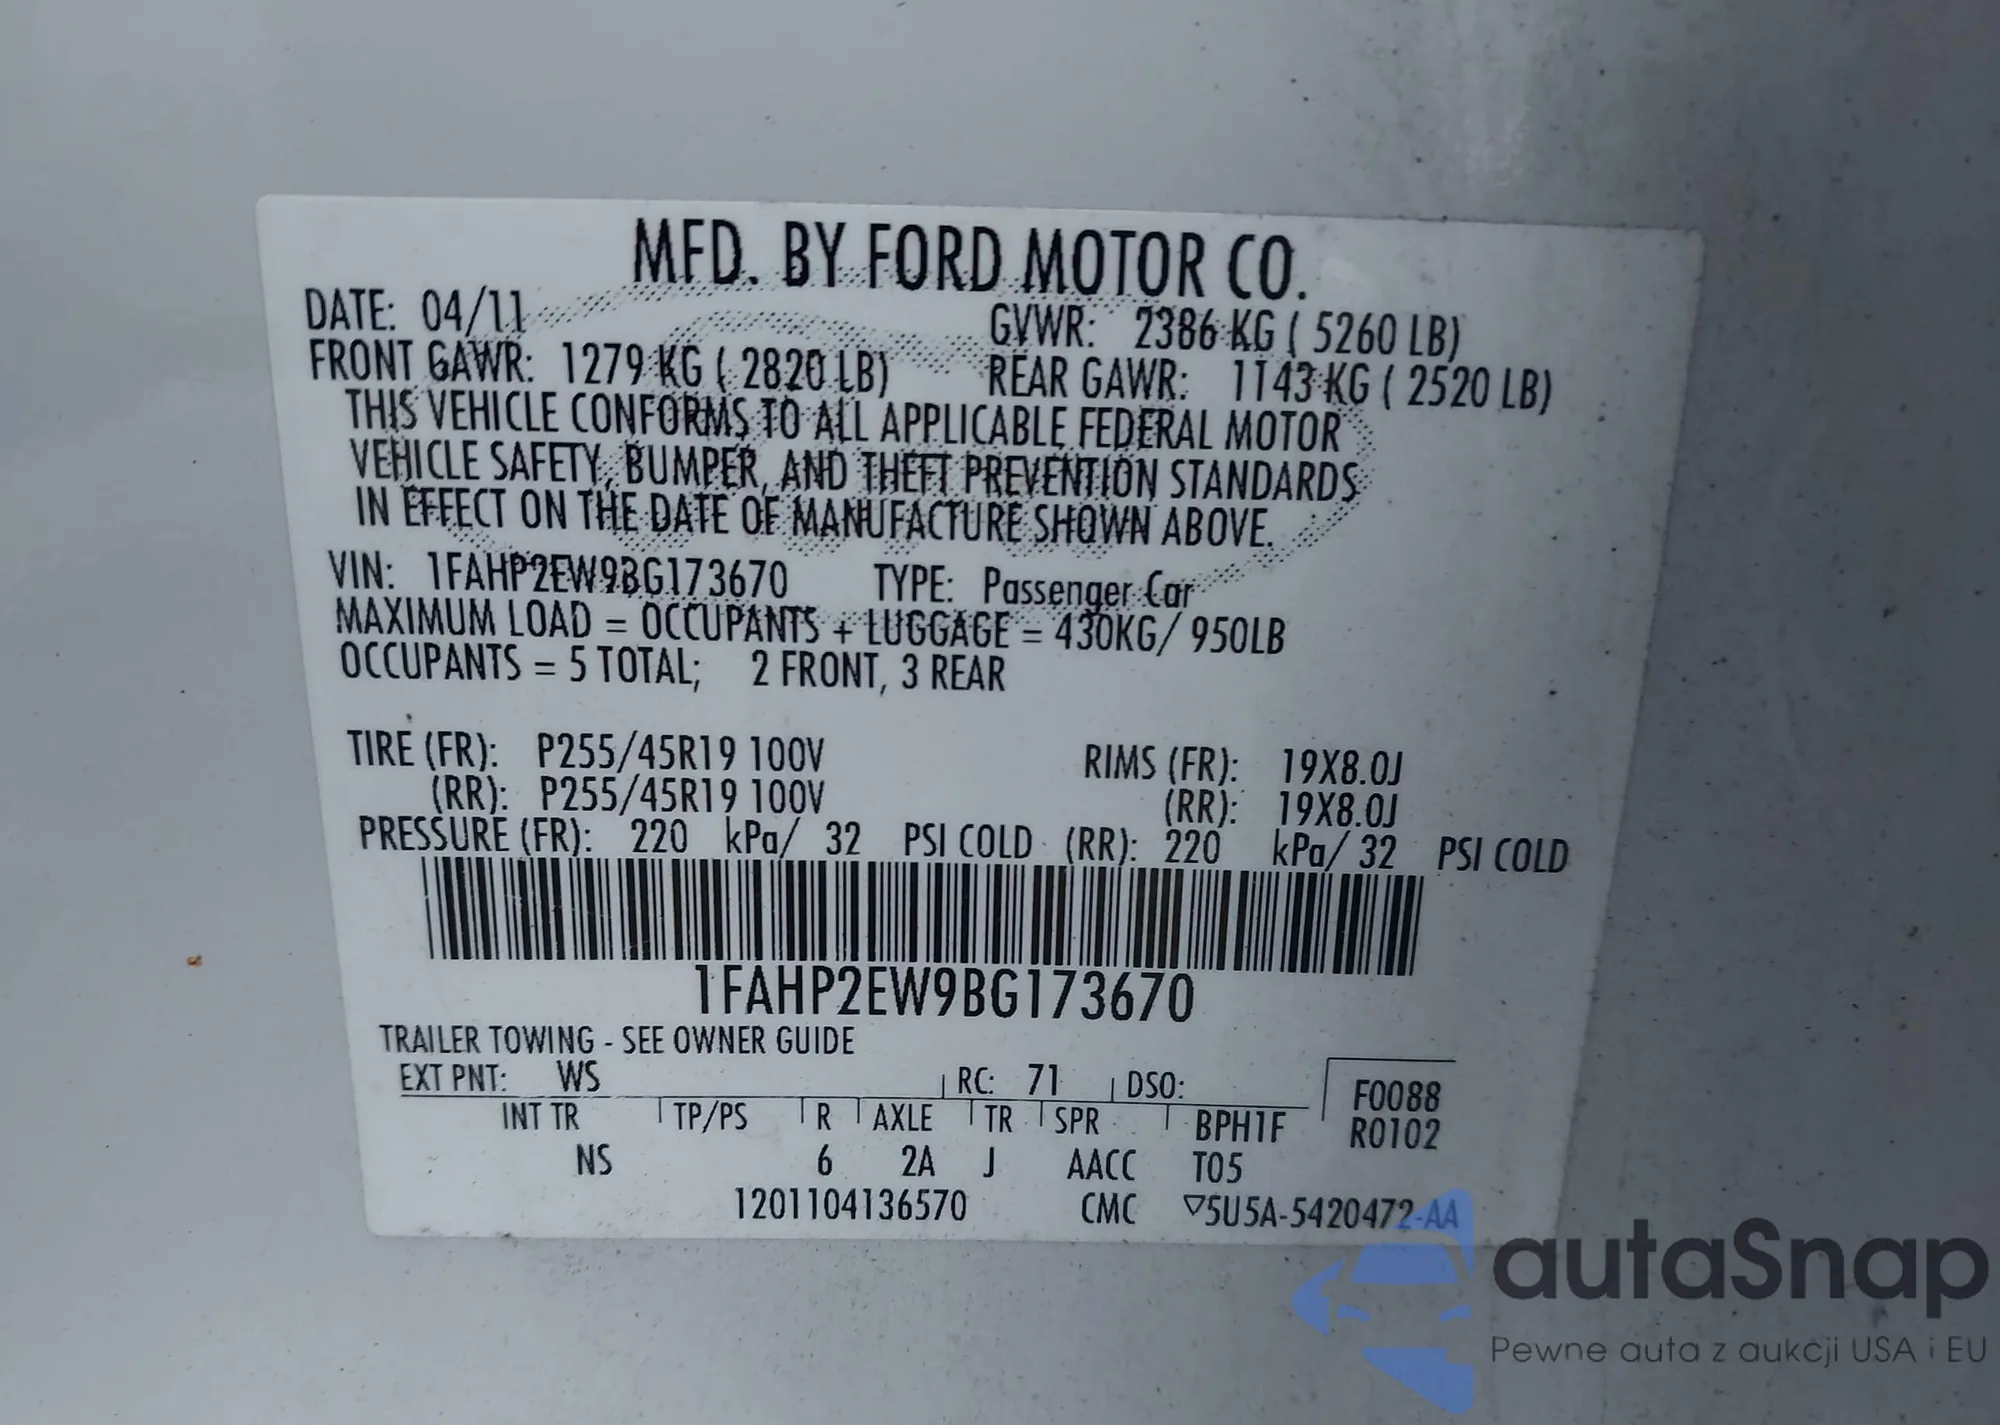 MFD. BY FORD MOTOR CO.
DATE: 04/11 GVWR: 2386 KG ( 5260 LB)
FRONT GAWR: 1279 KG ( 2820 LB) REAR GAWR: 1143 KG ( 2520 LB)
THIS VEHICLE CONFORMS TO ALL APPLICABLE FEDERAL MOTOR
VEHICLE SAFETY, BUMPER, AND THEFT PREVENTION STANDARDS
IN EFFECT ON THE DATE OF MANUFACTURE SHOWN ABOVE.
VIN: 1FAHP2EW9BG173670 TYPE: Passenger Car
MAXIMUM LOAD = OCCUPANTS + LUGGAGE = 430KG/ 950LB
OCCUPANTS = 5 TOTAL; 2 FRONT, 3 REAR
TIRE (FR): P255/45R19 100V RIMS (FR): 19X8.0J
(RR): P255/45R19 100V (RR): 19X8.0J
PRESSURE (FR): 220 kPa/ 32 PSI COLD (RR): 220 kPa/ 32 PSI COLD
1FAHP2EW9BG173670
TRAILER TOWING - SEE OWNER GUIDE
EXT PNT: WS RC: 71 DSO: F0088
INT TR TP/PS R AXLE TR SPR BPH1F R0102
NS 6 2A J AACC T05
1201104136570 CMC ▽5U5A-5420472-AA
autoSnap
Pewne auta z aukcji USA i EU